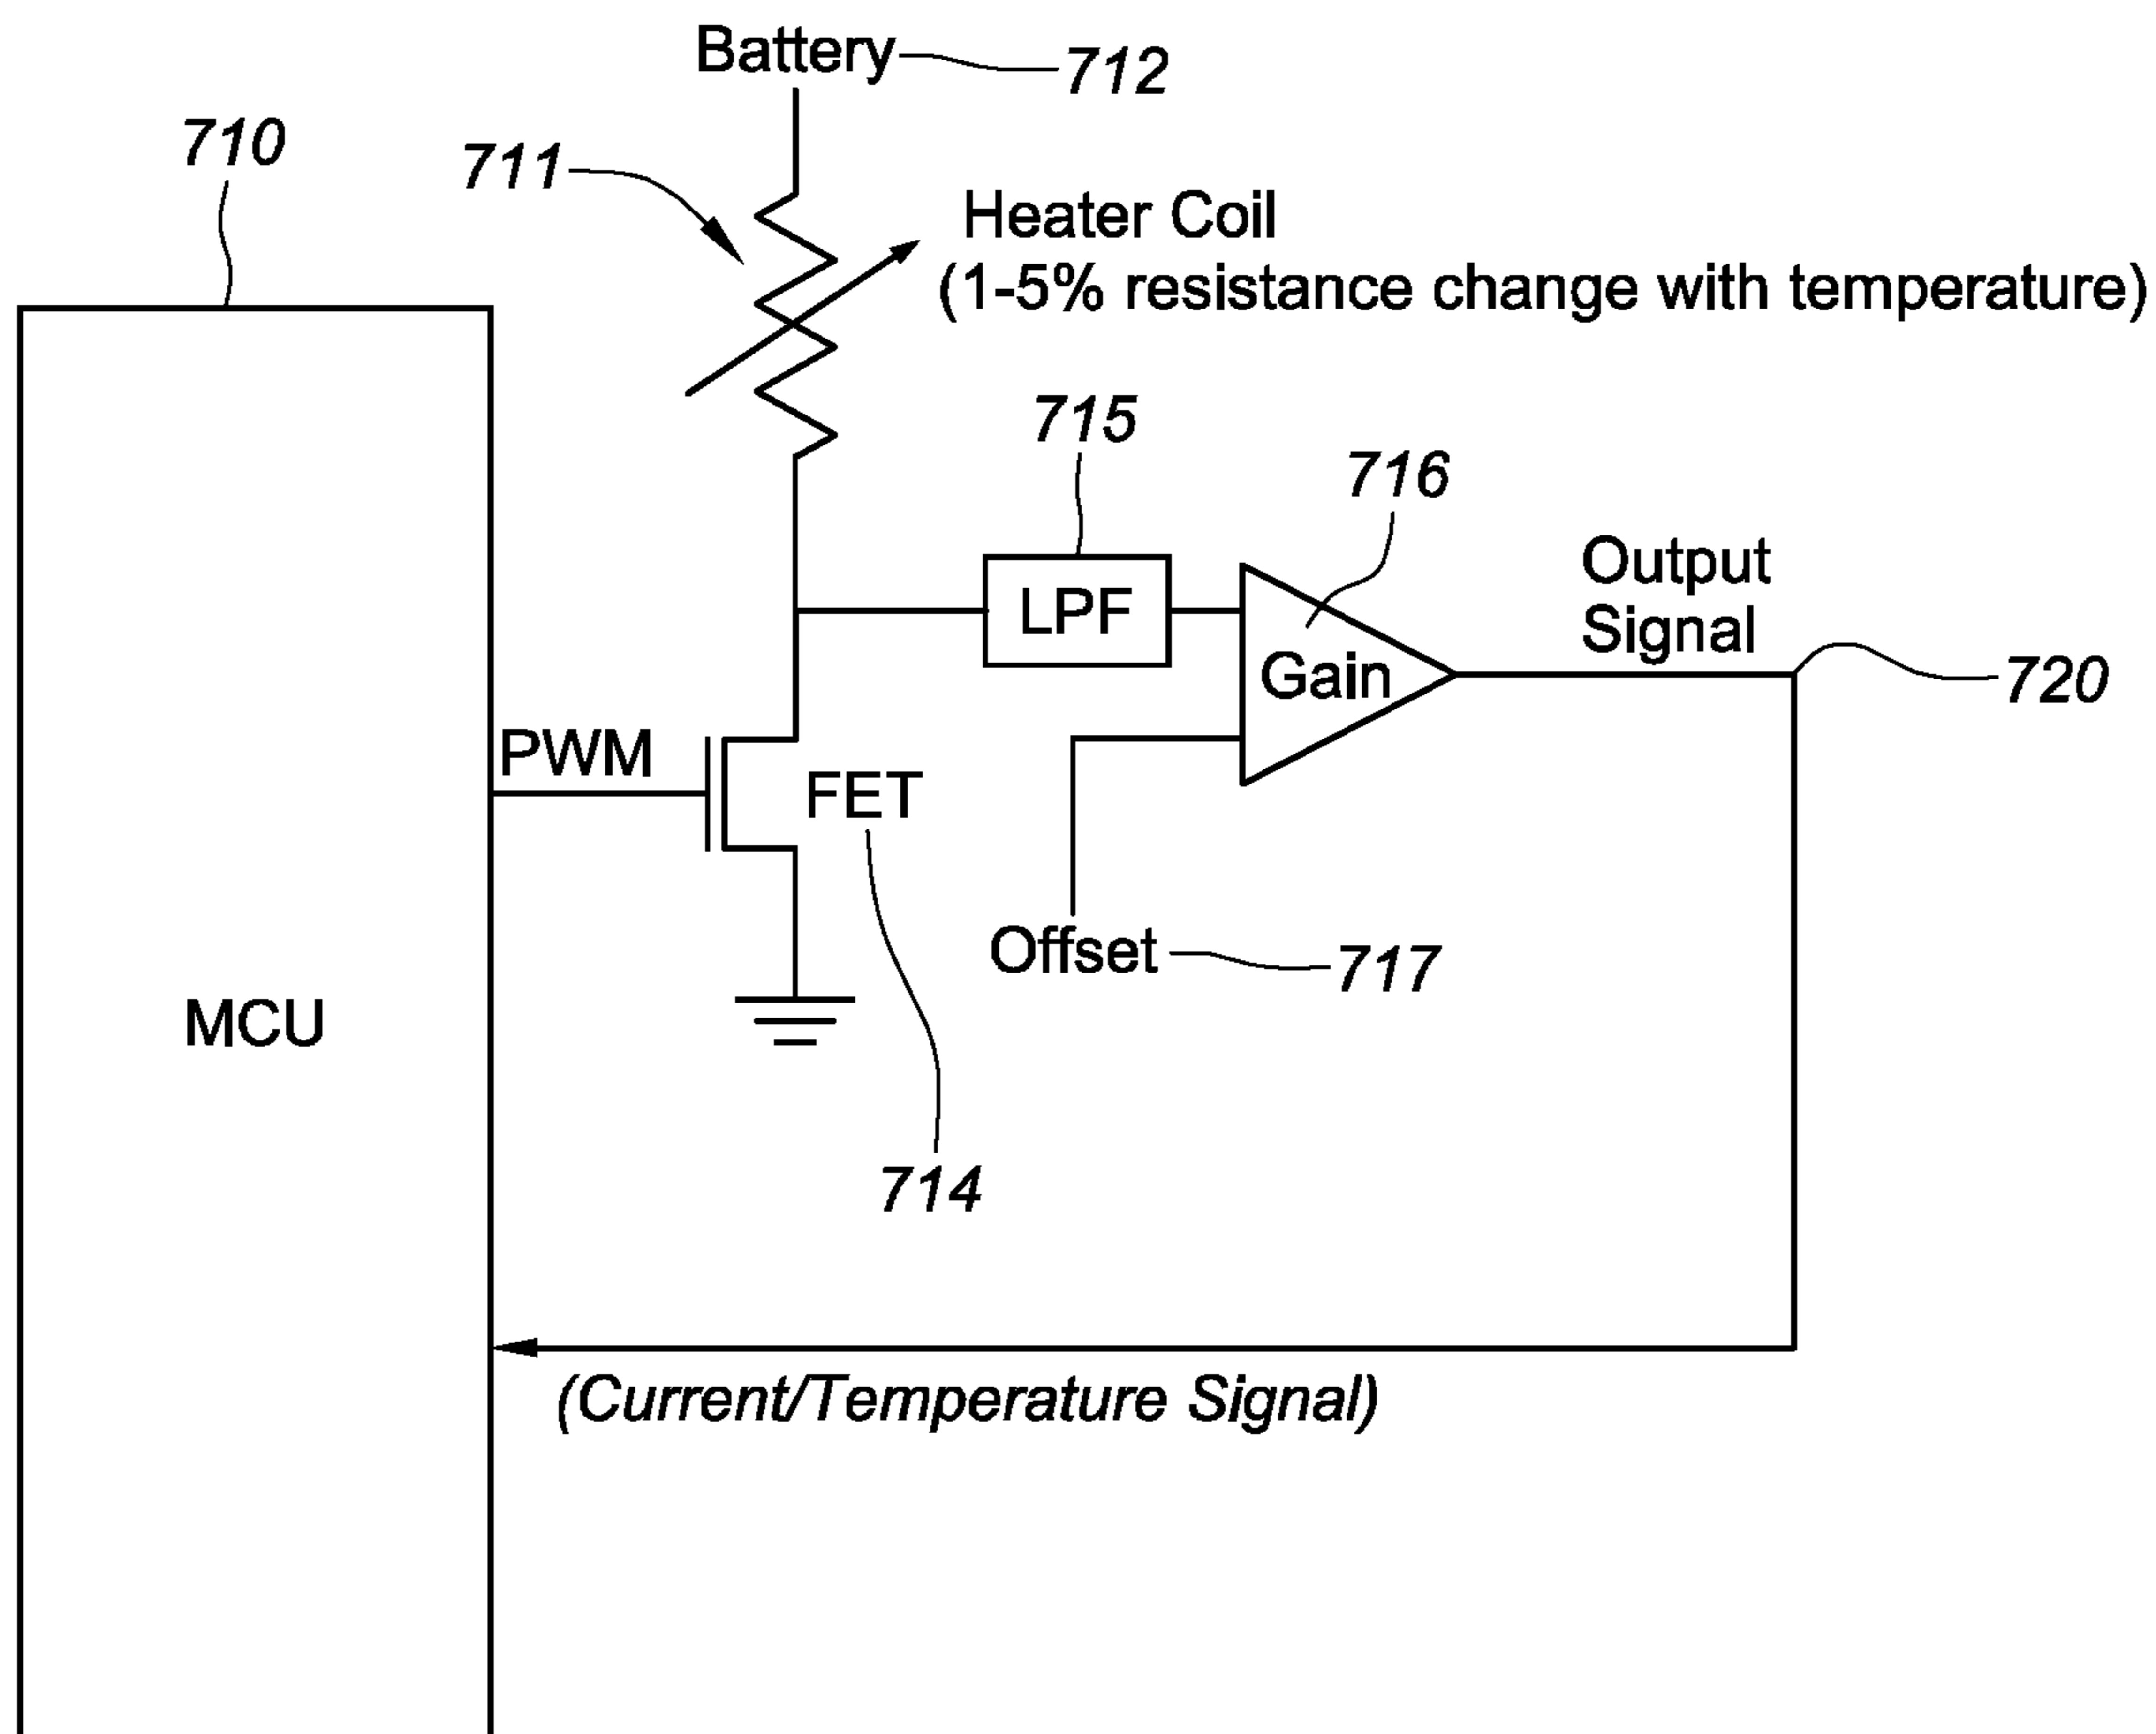 Battery
712
710
711
Heater Coil
(1-5% resistance change with temperature)
715
716
LPF
Output
Signal
Gain
720
PWM
FET
Offset
717
MCU
714
(Current/Temperature Signal)